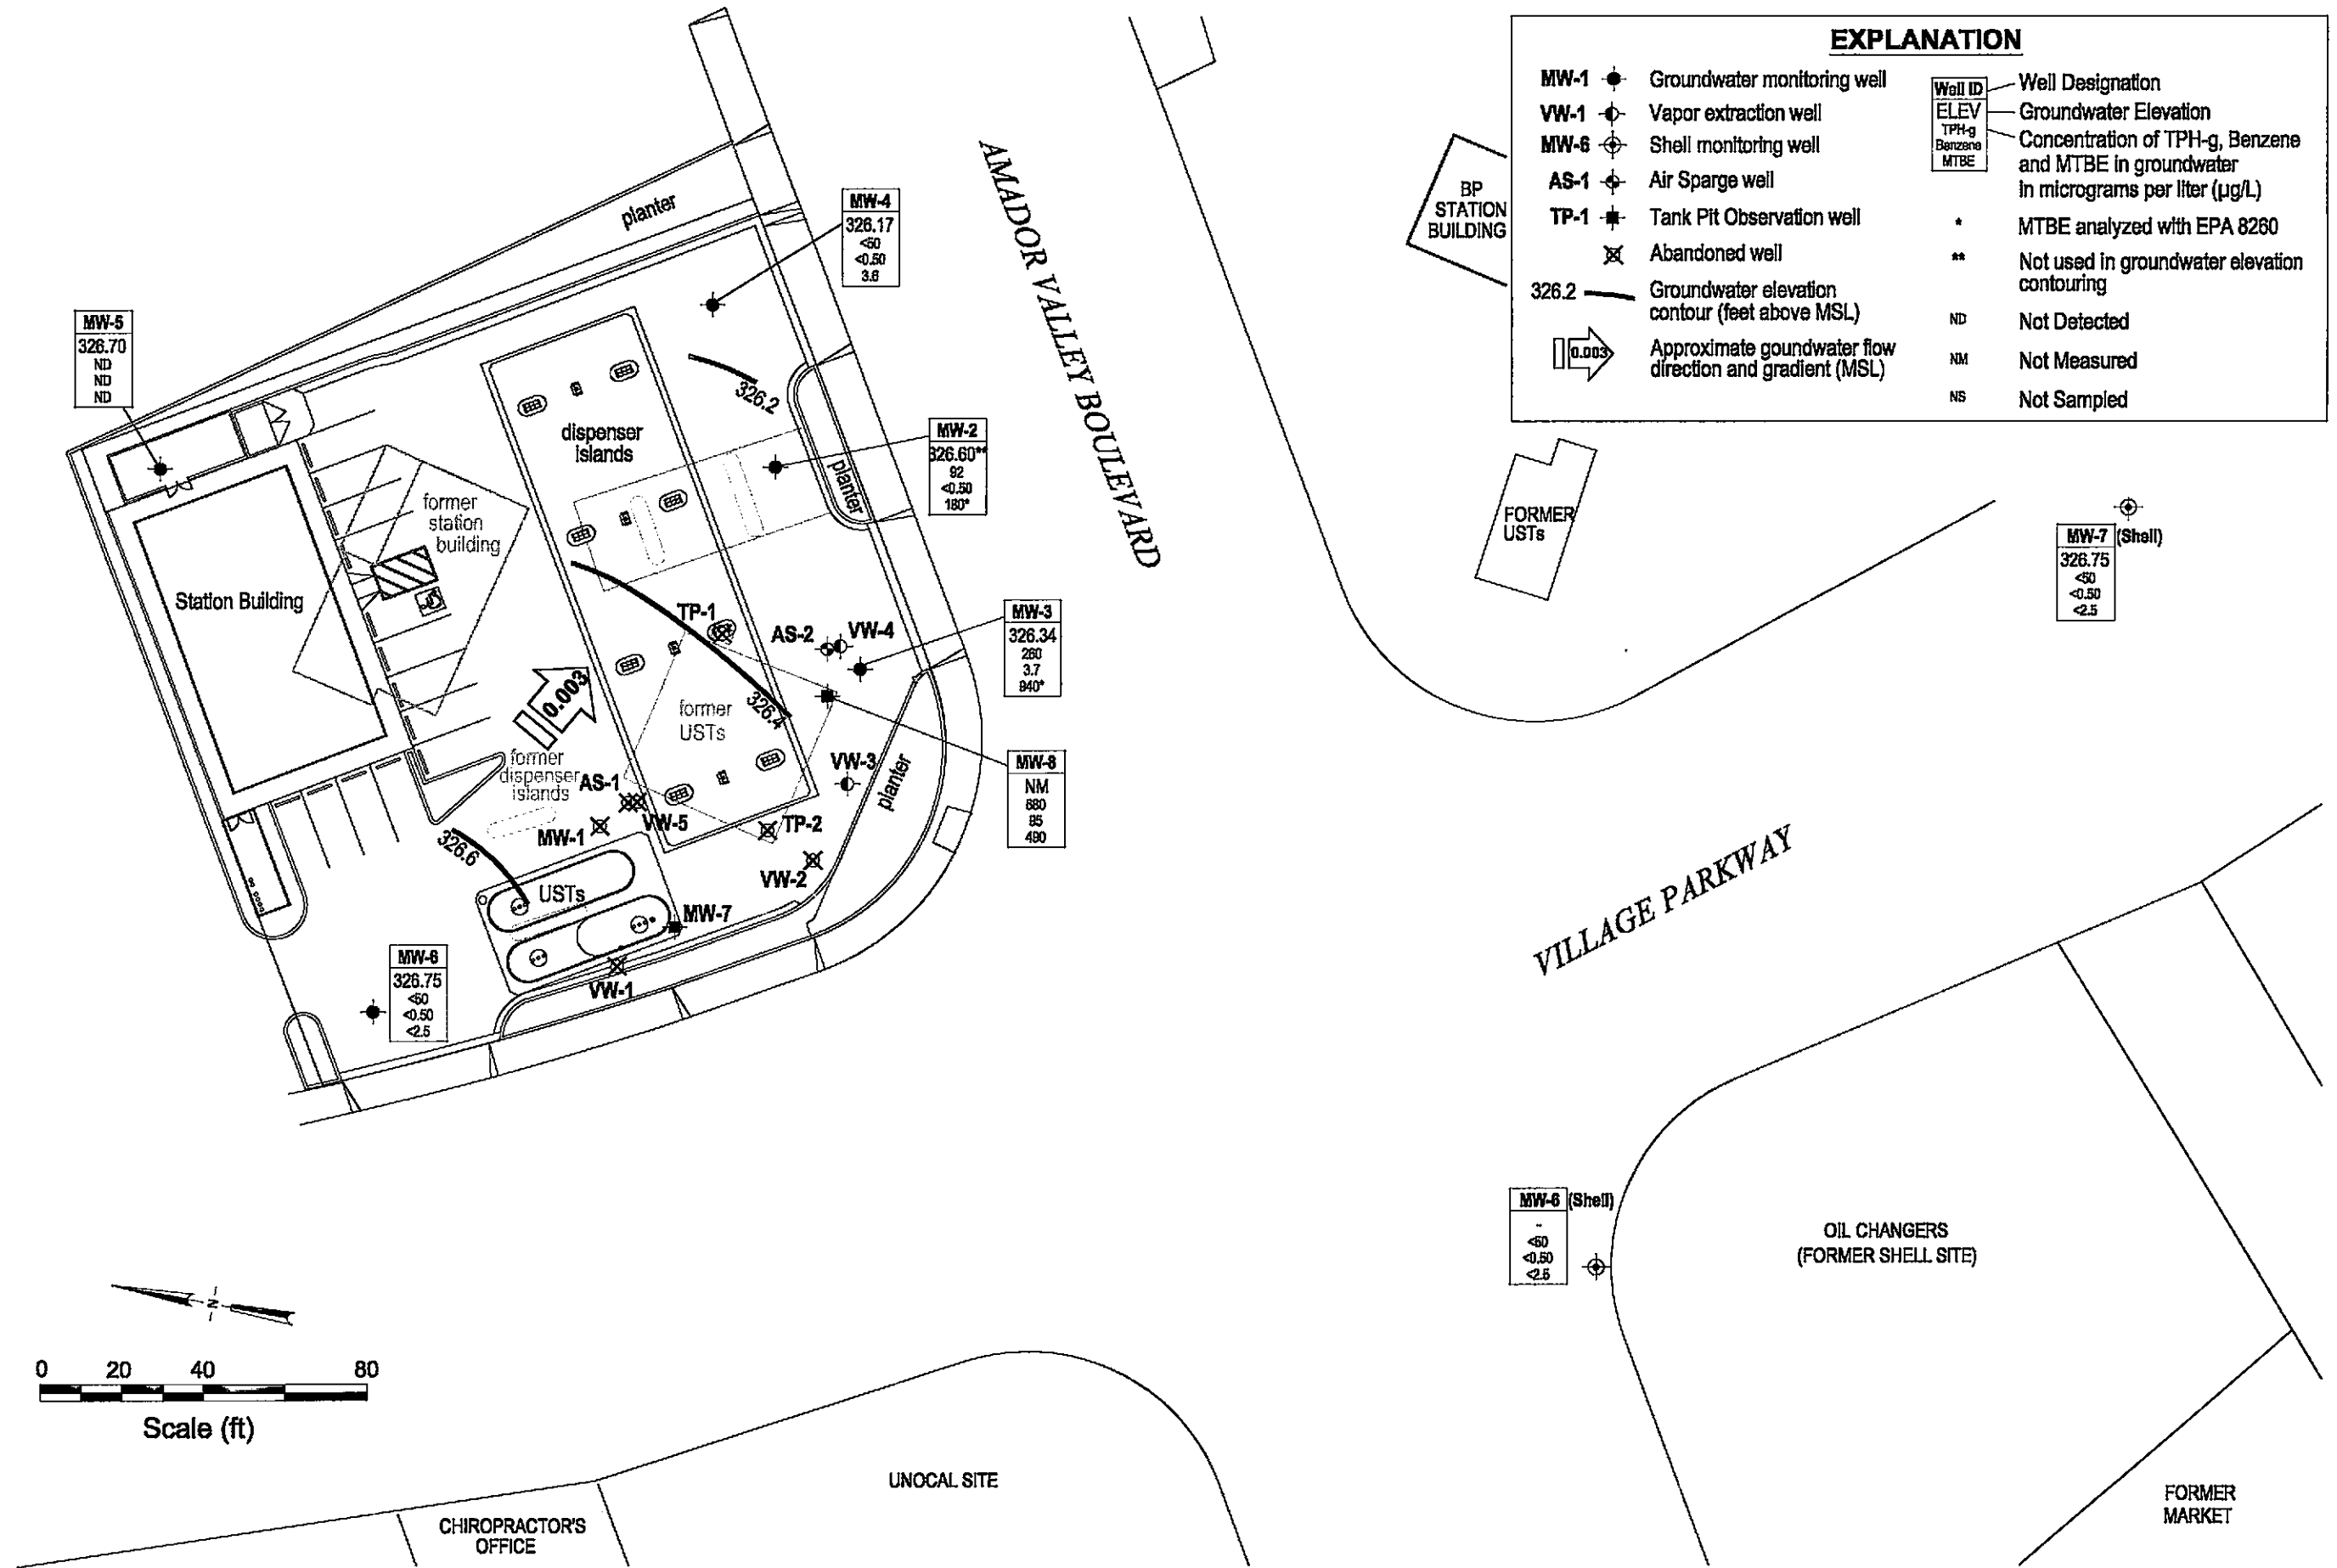 EXPLANATION
MW-1 Groundwater monitoring well
VW-1 Vapor extraction well
MW-6 Shell monitoring well
AS-1 Air Sparge well
TP-1 Tank Pit Observation well
Abandoned well
326.2 Groundwater elevation
contour (feet above MSL)
0.003 Approximate goundwater flow
direction and gradient (MSL)
Well ID
ELEV
TPH-g
Benzene
MTBE
Well Designation
Groundwater Elevation
Concentration of TPH-g, Benzene
and MTBE in groundwater
in micrograms per liter (µg/L)
* MTBE analyzed with EPA 8260
** Not used in groundwater elevation
contouring
ND Not Detected
NM Not Measured
NS Not Sampled
planter
AMADOR VALLEY BOULEVARD
BP
STATION
BUILDING
MW-4
326.17
<50
<0.50
3.6
MW-5
326.70
ND
ND
ND
326.2
dispenser
islands
MW-2
326.60**
92
<0.50
180*
planter
former
station
building
FORMER
USTs
MW-7 (Shell)
326.75
<50
<0.50
<2.5
Station Building
TP-1
AS-2
VW-4
MW-3
326.34
260
3.7
940*
0.003
326.4
former
USTs
former
dispenser
islands
AS-1
VW-5
MW-1
VW-3
planter
MW-8
NM
680
85
490
TP-2
VW-2
326.6
USTs
MW-7
VW-1
MW-6
326.75
<50
<0.50
<2.5
VILLAGE PARKWAY
MW-6 (Shell)
-
<50
<0.50
<2.5
OIL CHANGERS
(FORMER SHELL SITE)
N
0 20 40 80
Scale (ft)
UNOCAL SITE
CHIROPRACTOR'S
OFFICE
FORMER
MARKET